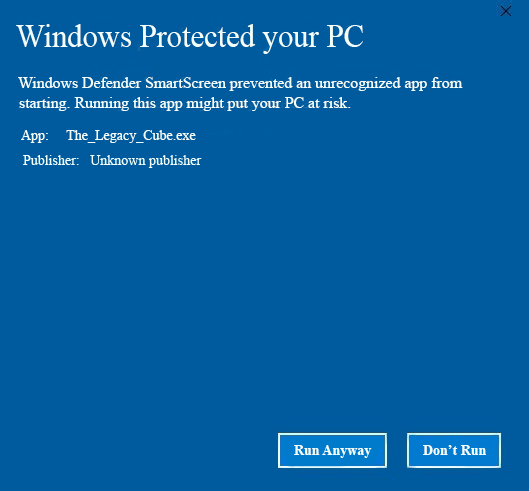 Windows Protected your PC
Windows Defender SmartScreen prevented an unrecognized app from
starting. Running this app might put your PC at risk.
App: The_Legacy_Cube.exe
Publisher: Unknown publisher
Run Anyway Don’t Run